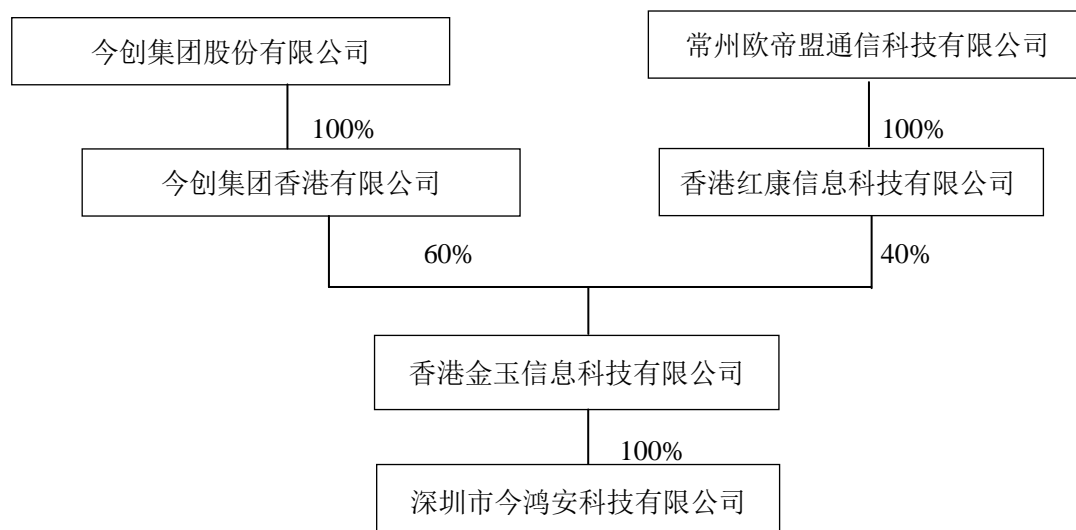 今创集团股份有限公司
常州欧帝盟通信科技有限公司
100%
100%
今创集团香港有限公司
香港红康信息科技有限公司
60%
40%
香港金玉信息科技有限公司
100%
深圳市今鸿安科技有限公司